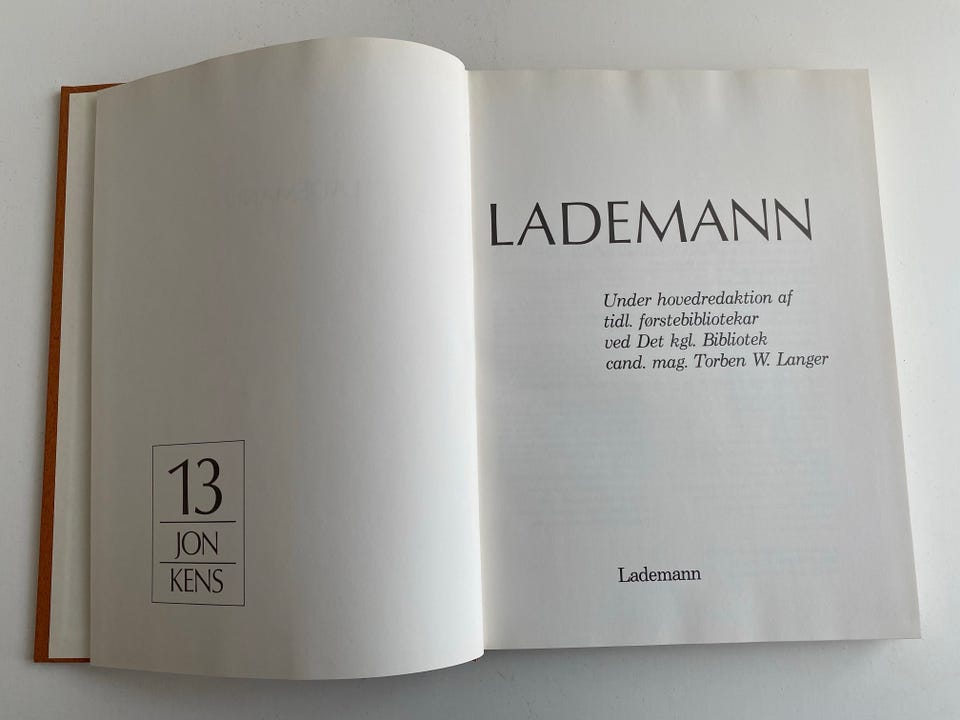 13
JON
KENS
LADEMANN
Under hovedredaktion af
tidl. førstebibliotekar
ved Det kgl. Bibliotek
cand. mag. Torben W. Langer
Lademann